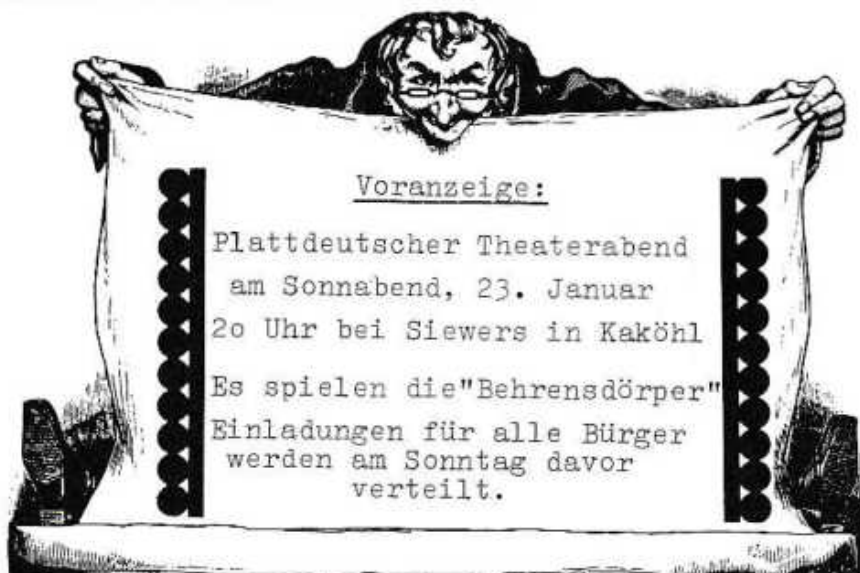 Voranzeige:
Plattdeutscher Theaterabend
am Sonnabend, 23. Januar
2o Uhr bei Siewers in Kaköhl
Es spielen die"Behrensdörper"
Einladungen für alle Bürger
werden am Sonntag davor
verteilt.